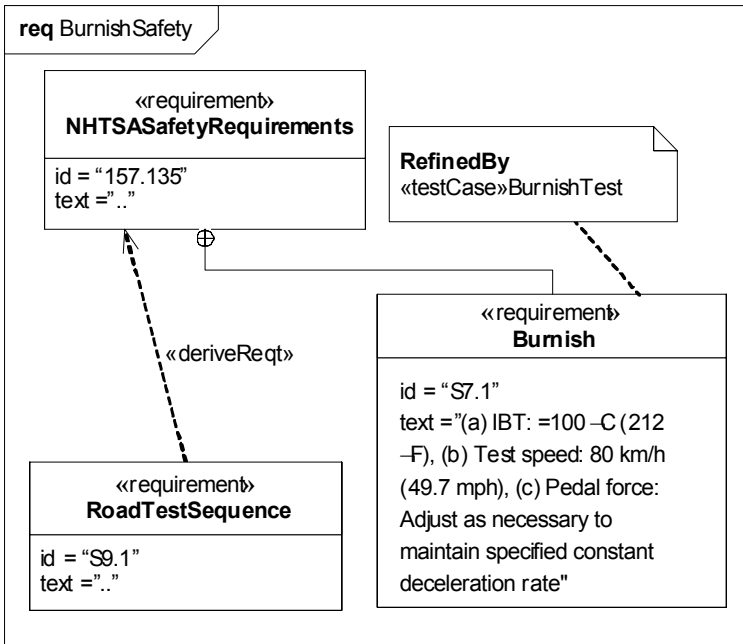 req BurnishSafety
«requirement»
NHTSASafetyRequirements
id = “157.135”
text =”..”
RefinedBy
«testCase»BurnishTest
«deriveReqt»
«requirement»
Burnish
id = “S7.1”
text =”(a) IBT: =100 –C (212
–F), (b) Test speed: 80 km/h
(49.7 mph), (c) Pedal force:
Adjust as necessary to
maintain specified constant
deceleration rate"
«requirement»
RoadTestSequence
id = “S9.1”
text =”..”